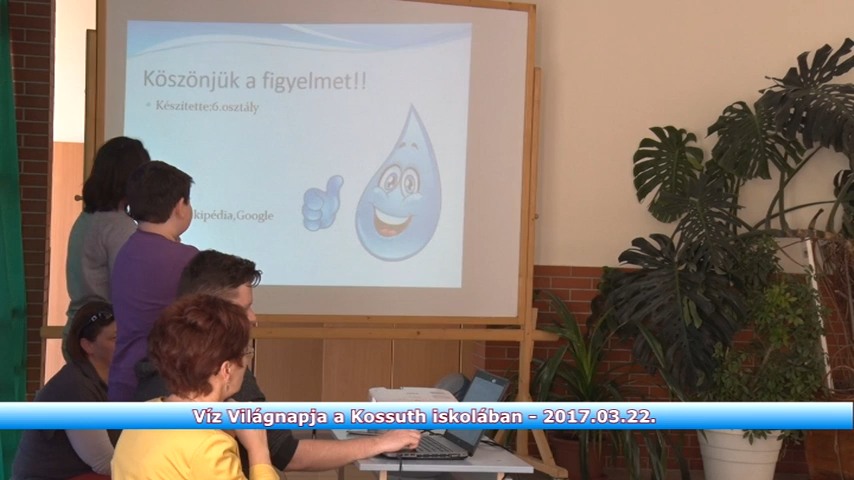 Köszönjük a figyelmet!!
Készítette:6.osztály
kipédia,Google
Víz Világnapja a Kossuth iskolában - 2017.03.22.